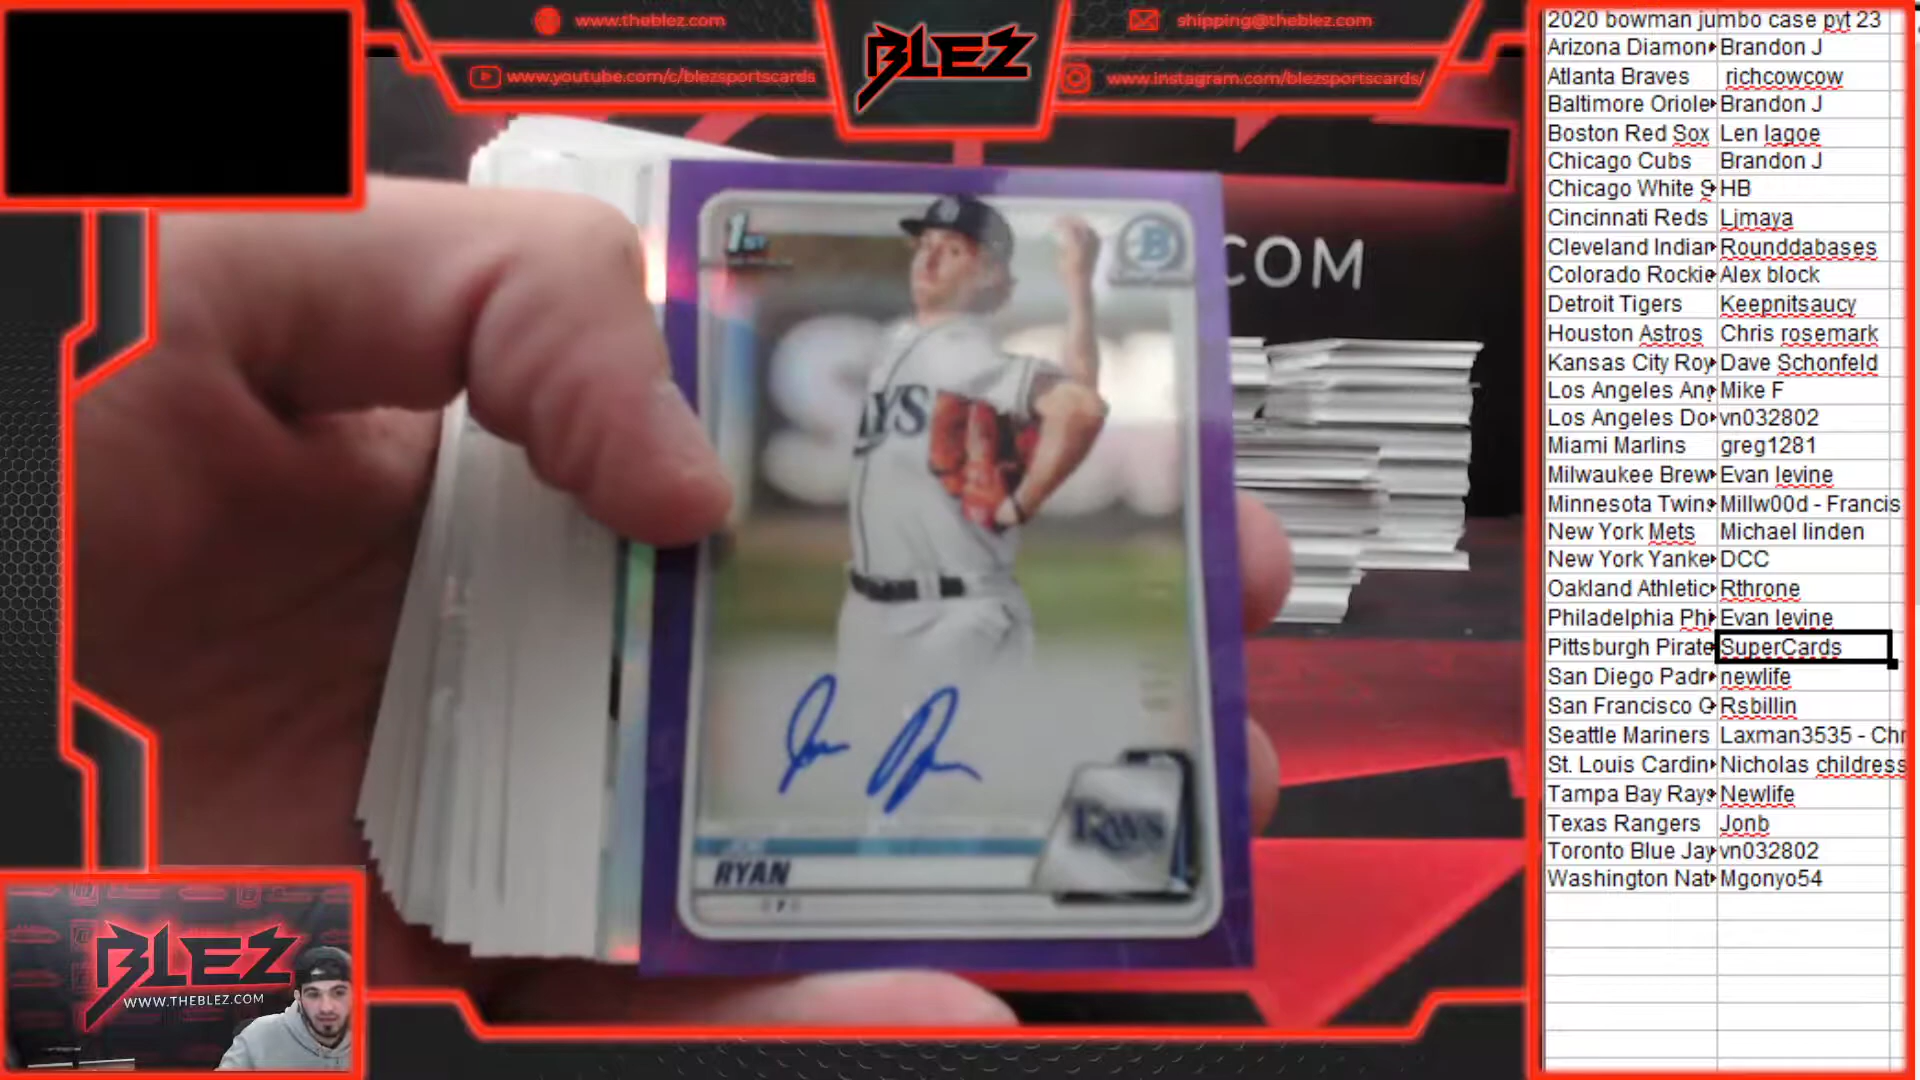 www.theblez.com
shipping@theblez.com
BLEZ
www.youtube.com/c/blezsportscards
www.instagram.com/blezsportscards/
COM
1ST
B
RAYS
RYAN
Rays
BLEZ
WWW.THEBLEZ.COM
2020 bowman jumbo case pyt 23
Arizona Diamon Brandon J
Atlanta Braves richcowcow
Baltimore Oriole Brandon J
Boston Red Sox Len lagoe
Chicago Cubs Brandon J
Chicago White S HB
Cincinnati Reds Ljmaya
Cleveland Indian Rounddabases
Colorado Rockie Alex block
Detroit Tigers Keepnitsaucy
Houston Astros Chris rosemark
Kansas City Roy Dave Schonfeld
Los Angeles Ang Mike F
Los Angeles Do vn032802
Miami Marlins greg1281
Milwaukee Brew Evan levine
Minnesota Twins Millw00d - Francis
New York Mets Michael linden
New York Yanke DCC
Oakland Athletic Rthrone
Philadelphia Phi Evan levine
Pittsburgh Pirate SuperCards
San Diego Padr newlife
San Francisco G Rsbillin
Seattle Mariners Laxman3535 - Chr
St. Louis Cardin Nicholas childress
Tampa Bay Rays Newlife
Texas Rangers Jonb
Toronto Blue Jay vn032802
Washington Nat Mgonyo54